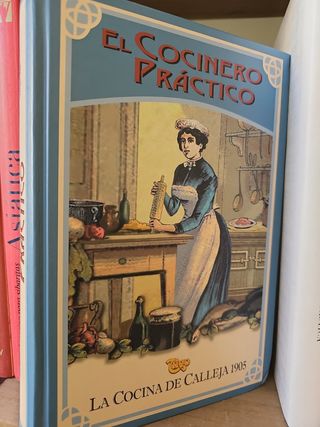 EL COCINERO
PRÁCTICO
LA COCINA DE CALLEJA 1905
Asiática